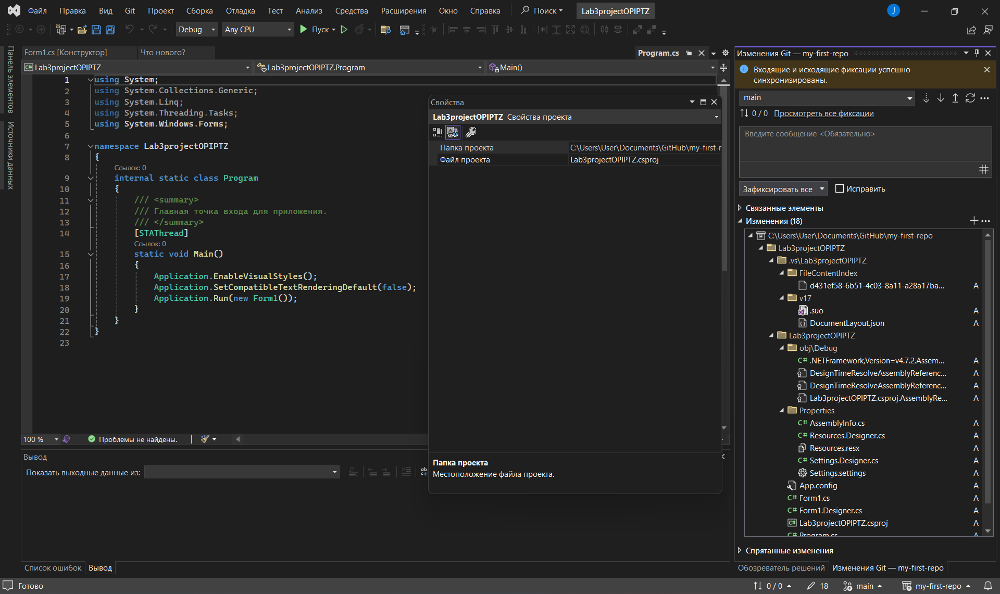 Файл Правка Вид Git Проект Сборка Отладка Тест Анализ Средства Расширения Окно Справка Поиск Lab3projectOPIPTZ J
Debug Any CPU Пуск
Панель элементов
Источники данных
Form1.cs [Конструктор] Что нового? Program.cs
Lab3projectOPIPTZ Lab3projectOPIPTZ.Program Main()
1 using System;
2 using System.Collections.Generic;
3 using System.Linq;
4 using System.Threading.Tasks;
5 using System.Windows.Forms;
6
7 namespace Lab3projectOPIPTZ
8 {
Ссылок: 0
9 internal static class Program
10 {
11 /// <summary>
12 /// Главная точка входа для приложения.
13 /// </summary>
14 [STAThread]
Ссылок: 0
15 static void Main()
16 {
17 Application.EnableVisualStyles();
18 Application.SetCompatibleTextRenderingDefault(false);
19 Application.Run(new Form1());
20 }
21 }
22 }
23
100 % Проблемы не найдены.
Вывод
Показать выходные данные из:
Список ошибок Вывод
Свойства
Lab3projectOPIPTZ Свойства проекта
Папка проекта C:\Users\User\Documents\GitHub\my-first-r
Файл проекта Lab3projectOPIPTZ.csproj
Папка проекта
Местоположение файла проекта.
Изменения Git — my-first-repo
Входящие и исходящие фиксации успешно
синхронизированы.
main
0 / 0 Просмотреть все фиксации
Введите сообщение <Обязательно>
Зафиксировать все Исправить
Связанные элементы
Изменения (18)
C:\Users\User\Documents\GitHub\my-first-repo
Lab3projectOPIPTZ
.vs\Lab3projectOPIPTZ
FileContentIndex
d431ef58-6b51-4c03-8a11-a28a17ba... A
v17
.suo A
DocumentLayout.json A
Lab3projectOPIPTZ
obj\Debug
.NETFramework,Version=v4.7.2.Assem... A
DesignTimeResolveAssemblyReferenc... A
DesignTimeResolveAssemblyReferenc... A
Lab3projectOPIPTZ.csproj.AssemblyRe... A
Properties
AssemblyInfo.cs A
Resources.Designer.cs A
Resources.resx A
Settings.Designer.cs A
Settings.settings A
App.config A
Form1.cs A
Form1.Designer.cs A
Lab3projectOPIPTZ.csproj A
Program.cs A
Спрятанные изменения
Обозреватель решений Изменения Git — my-first-repo
Готово 0 / 0 18 main my-first-repo